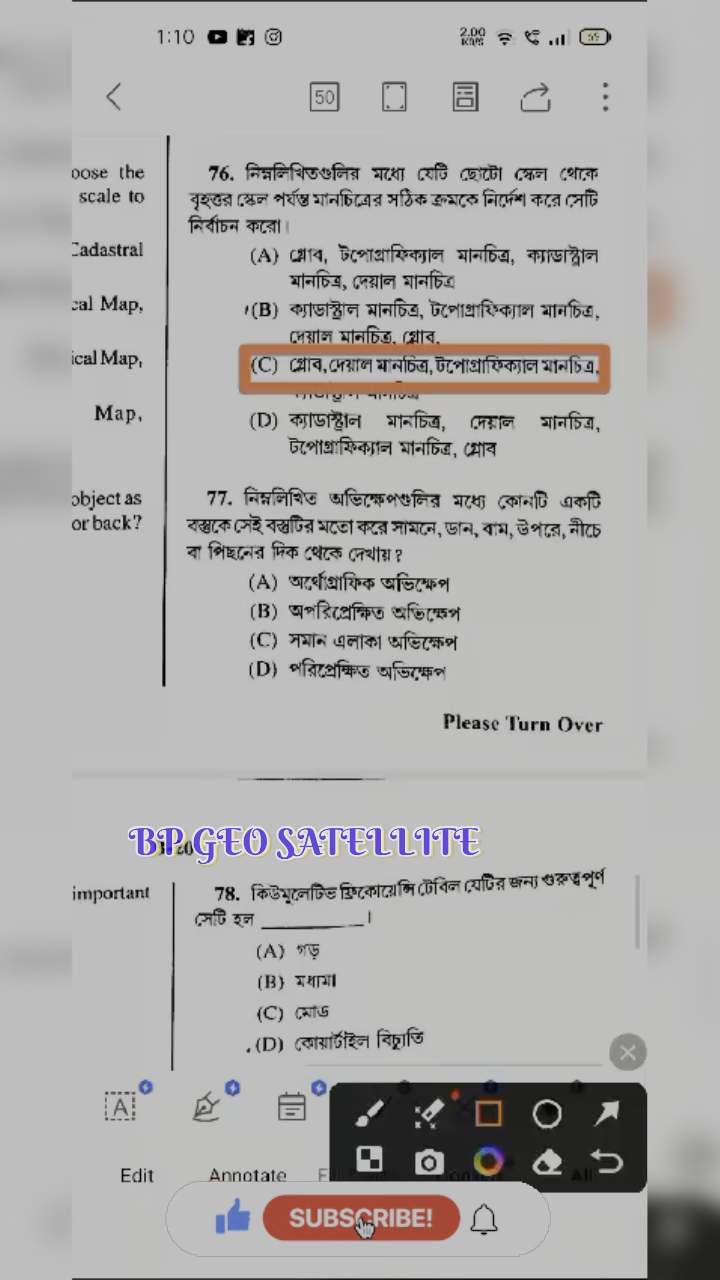 1:10
2.00
KB/S
50
oose the
scale to
Cadastral
cal Map,
ical Map,
Map,
object as
or back?
76. নিম্নলিখিতগুলির মধ্যে যেটি ছোটো স্কেল থেকে
বৃহত্তর স্কেল পর্যন্ত মানচিত্রের সঠিক ক্রমকে নির্দেশ করে সেটি
নির্বাচন করো।
(A) গ্লোব, টপোগ্রাফিক্যাল মানচিত্র, ক্যাডাস্ট্রাল
মানচিত্র, দেয়াল মানচিত্র
(B) ক্যাডাস্ট্রাল মানচিত্র, টপোগ্রাফিক্যাল মানচিত্র,
দেয়াল মানচিত্র, গ্লোব,
(C) গ্লোব, দেয়াল মানচিত্র, টপোগ্রাফিক্যাল মানচিত্র,
(D) ক্যাডাস্ট্রাল মানচিত্র, দেয়াল মানচিত্র,
টপোগ্রাফিক্যাল মানচিত্র, গ্লোব
77. নিম্নলিখিত অভিক্ষেপগুলির মধ্যে কোনটি একটি
বস্তুকে সেই বস্তুটির মতো করে সামনে, ডান, বাম, উপরে, নীচে
বা পিছনের দিক থেকে দেখায়?
(A) অর্থোগ্রাফিক অভিক্ষেপ
(B) অপরিপ্রেক্ষিত অভিক্ষেপ
(C) সমান এলাকা অভিক্ষেপ
(D) পরিপ্রেক্ষিত অভিক্ষেপ
Please Turn Over
BP GEO SATELLITE
important
78. কিউমুলেটিভ ফ্রিকোয়েন্সি টেবিল যেটির জন্য গুরুত্বপূর্ণ
সেটি হল __________।
(A) গড়
(B) মধ্যমা
(C) মোড
(D) কোয়ার্টাইল বিচ্যুতি
Edit
Annotate
All
SUBSCRIBE!